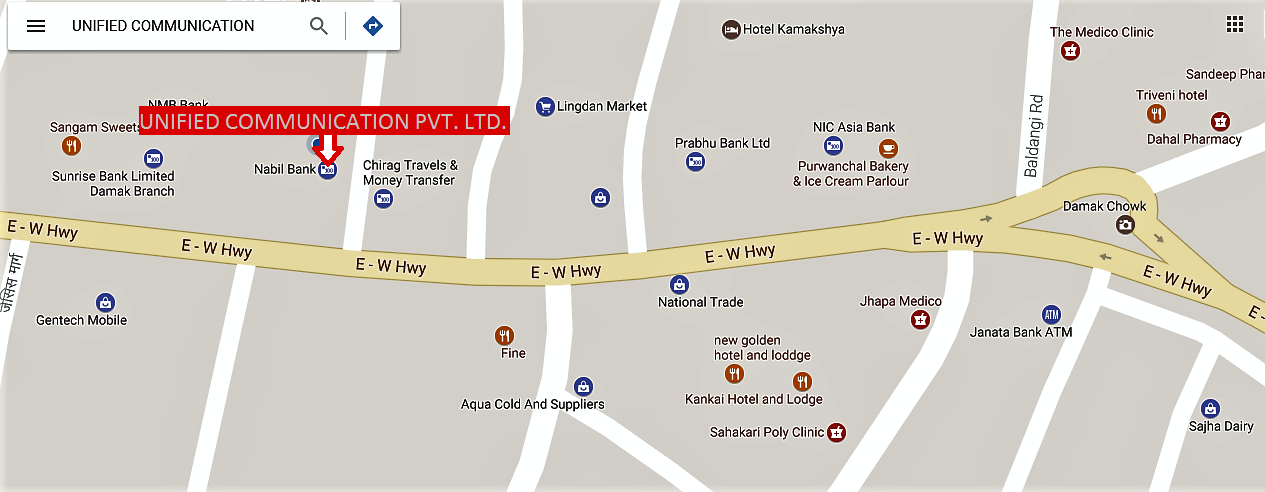 UNIFIED COMMUNICATION
Hotel Kamakshya
The Medico Clinic
Sandeep Phar
Triveni hotel
Dahal Pharmacy
NMB Bank
Lingdan Market
UNIFIED COMMUNICATION PVT. LTD.
Sangam Sweets
Sunrise Bank Limited
Damak Branch
Nabil Bank
Chirag Travels &
Money Transfer
Prabhu Bank Ltd
NIC Asia Bank
Purwanchal Bakery
& Ice Cream Parlour
Baldangi Rd
Damak Chowk
E - W Hwy
E - W Hwy
E - W Hwy
E - W Hwy
E - W Hwy
E - W Hwy
E - W Hwy
E -
जेसिस मार्ग
Gentech Mobile
National Trade
Jhapa Medico
Janata Bank ATM
ATM
Fine
new golden
hotel and loddge
Kankai Hotel and Lodge
Aqua Cold And Suppliers
Sahakari Poly Clinic
Sajha Dairy